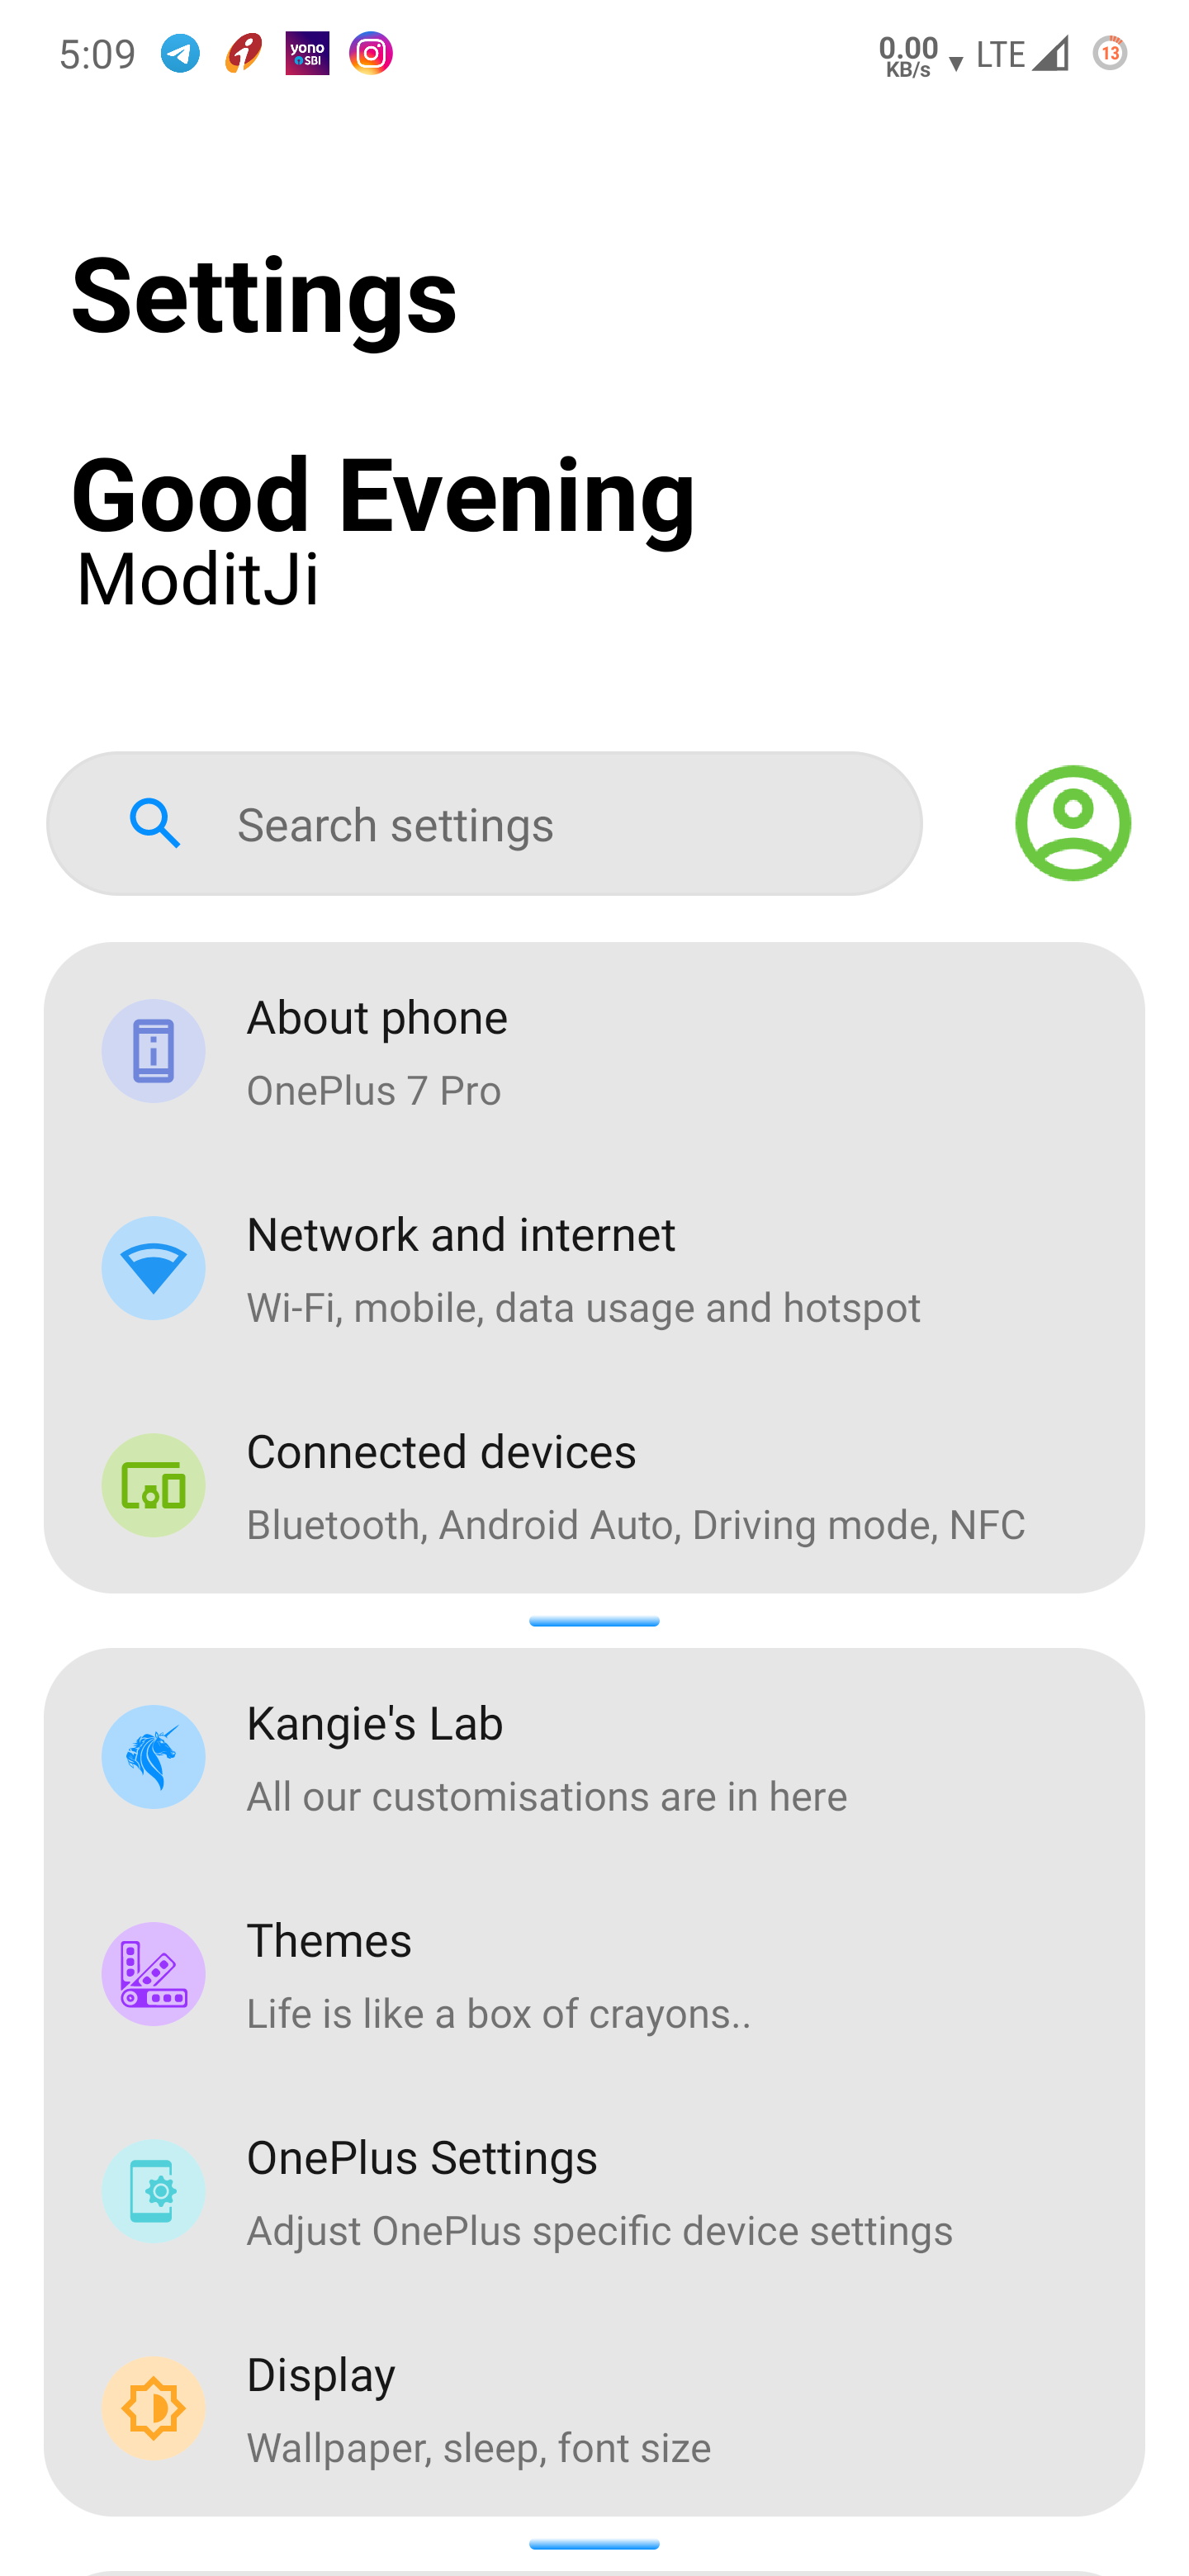 5:09 yono SBI 0.00 KB/s LTE 13
Settings
Good Evening
ModitJi
Search settings
About phone
OnePlus 7 Pro
Network and internet
Wi-Fi, mobile, data usage and hotspot
Connected devices
Bluetooth, Android Auto, Driving mode, NFC
Kangie's Lab
All our customisations are in here
Themes
Life is like a box of crayons..
OnePlus Settings
Adjust OnePlus specific device settings
Display
Wallpaper, sleep, font size